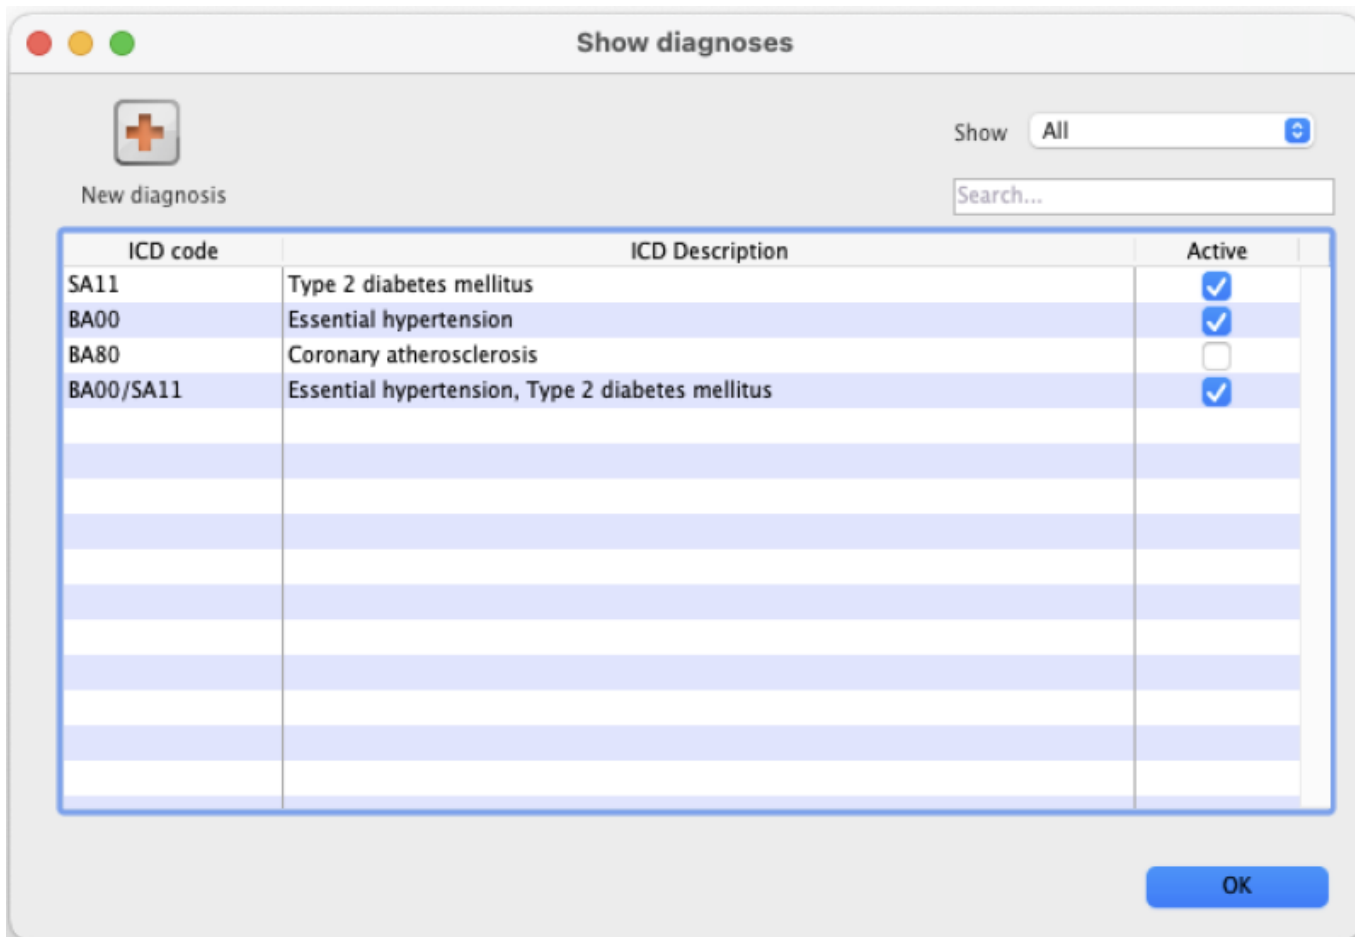 Show diagnoses
Show All
New diagnosis
Search...
ICD code ICD Description Active
SA11 Type 2 diabetes mellitus
BA00 Essential hypertension
BA80 Coronary atherosclerosis
BA00/SA11 Essential hypertension, Type 2 diabetes mellitus
OK